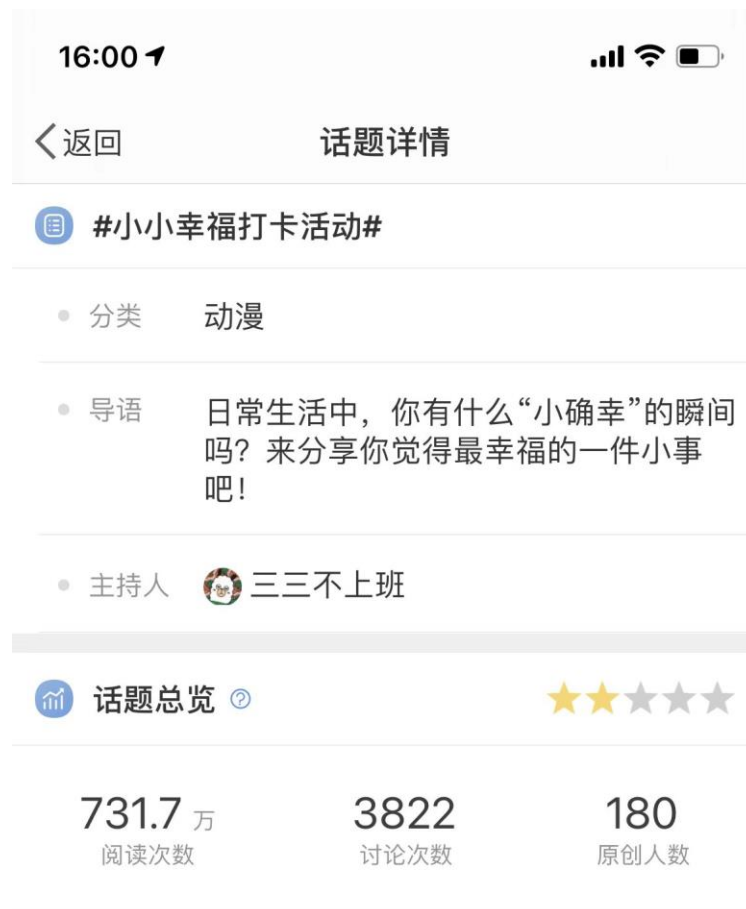 16:00
返回
话题详情
#小小幸福打卡活动#
分类 动漫
导语 日常生活中，你有什么“小确幸”的瞬间
吗？来分享你觉得最幸福的一件小事
吧！
主持人 三三不上班
话题总览 ?
731.7 万 3822 180
阅读次数 讨论次数 原创人数